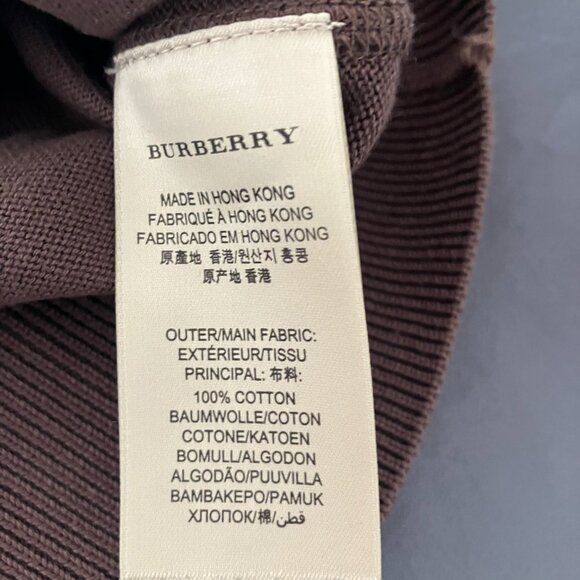 BURBERRY
MADE IN HONG KONG
FABRIQUÉ À HONG KONG
FABRICADO EM HONG KONG
原產地 香港/원산지 홍콩
原产地 香港
OUTER/MAIN FABRIC:
EXTÉRIEUR/TISSU
PRINCIPAL: 布料:
100% COTTON
BAUMWOLLE/COTON
COTONE/KATOEN
BOMULL/ALGODON
ALGODÃO/PUUVILLA
ΒΑΜΒΑΚΕΡΟ/PAMUK
ХЛОПОК/棉/قطن